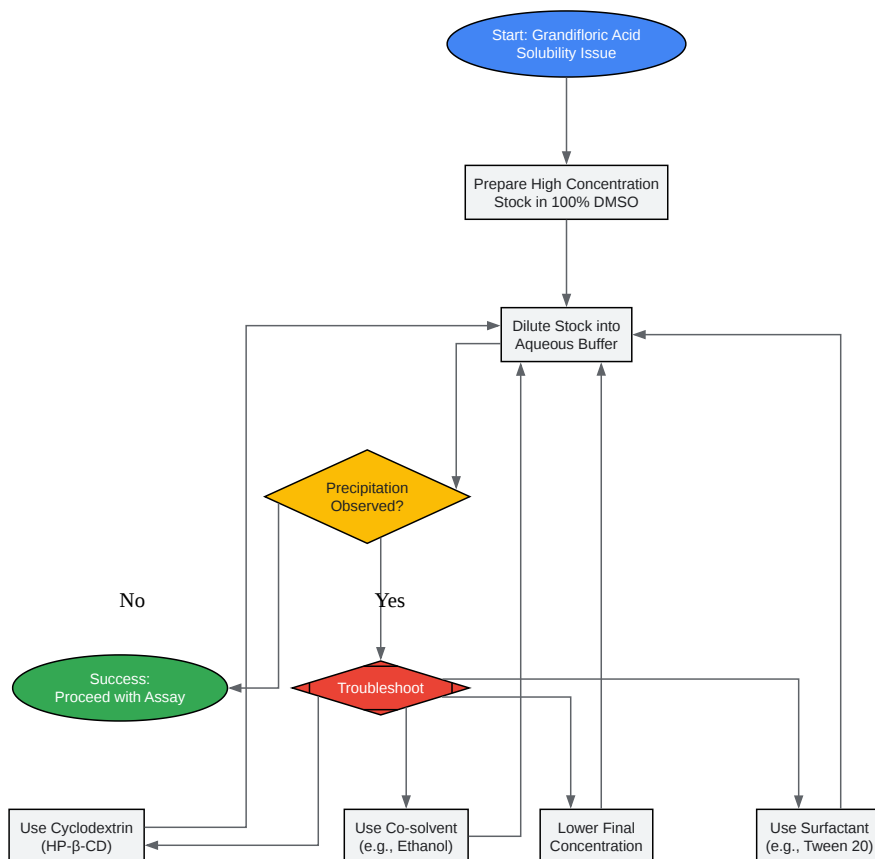 Start: Grandifloric Acid
Solubility Issue
Prepare High Concentration
Stock in 100% DMSO
Dilute Stock into
Aqueous Buffer
Precipitation
Observed?
No
Yes
Success:
Proceed with Assay
Troubleshoot
Use Cyclodextrin
(HP-β-CD)
Use Co-solvent
(e.g., Ethanol)
Lower Final
Concentration
Use Surfactant
(e.g., Tween 20)